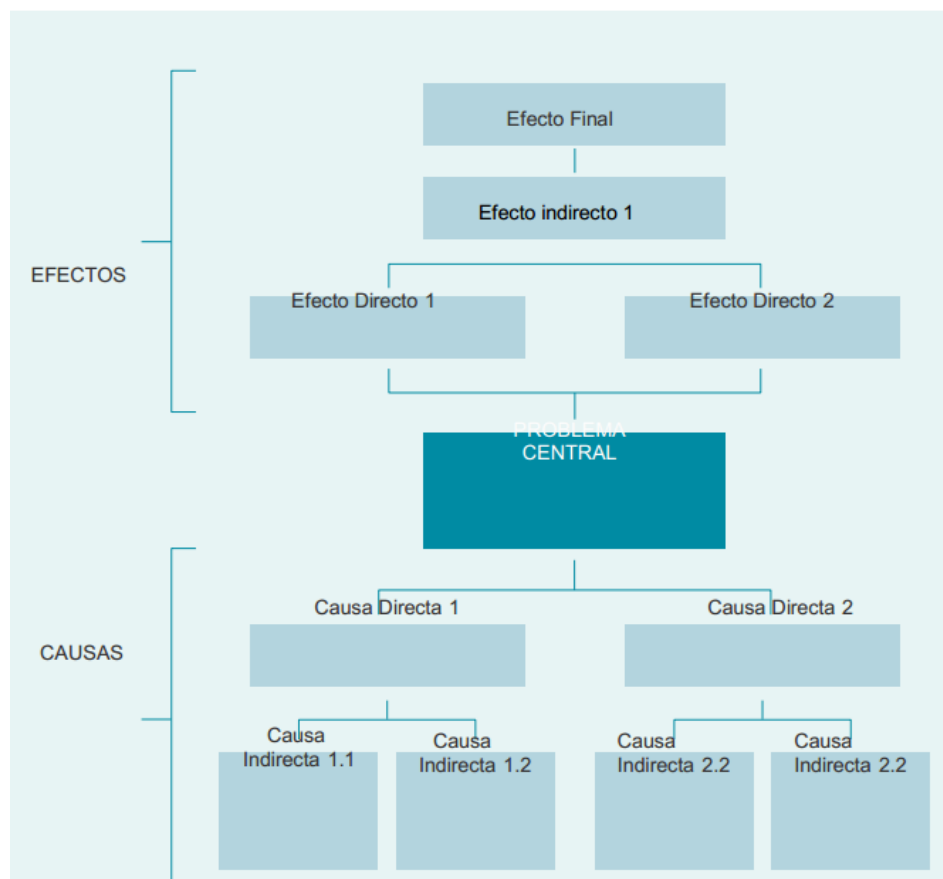 Efecto Final
Efecto indirecto 1
EFECTOS
Efecto Directo 1
Efecto Directo 2
PROBLEMA
CENTRAL
Causa Directa 1
Causa Directa 2
CAUSAS
Causa
Indirecta 1.1
Causa
Indirecta 1.2
Causa
Indirecta 2.2
Causa
Indirecta 2.2